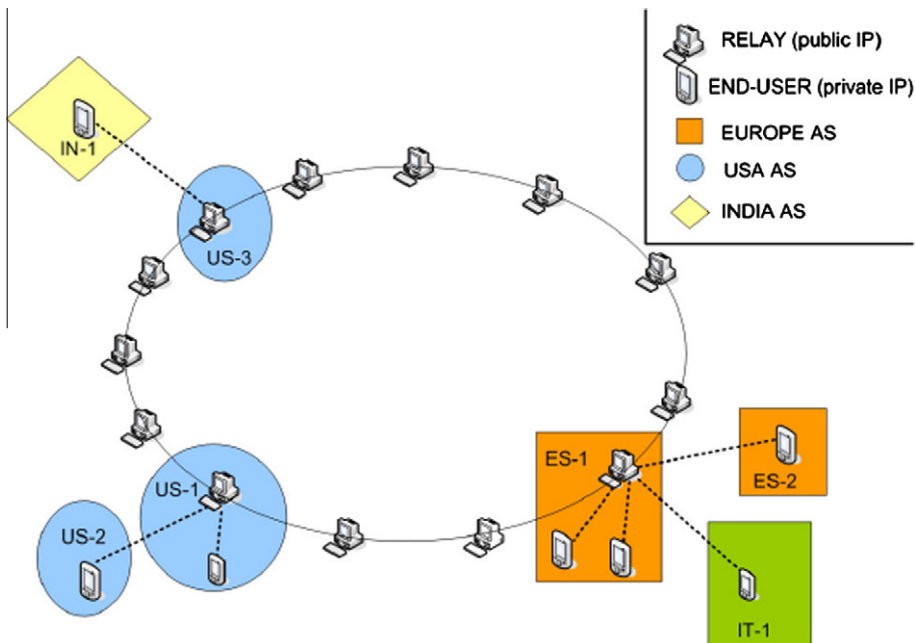 RELAY (public IP)
END-USER (private IP)
EUROPE AS
USA AS
INDIA AS
IN-1
US-3
US-1
US-2
ES-1
ES-2
IT-1